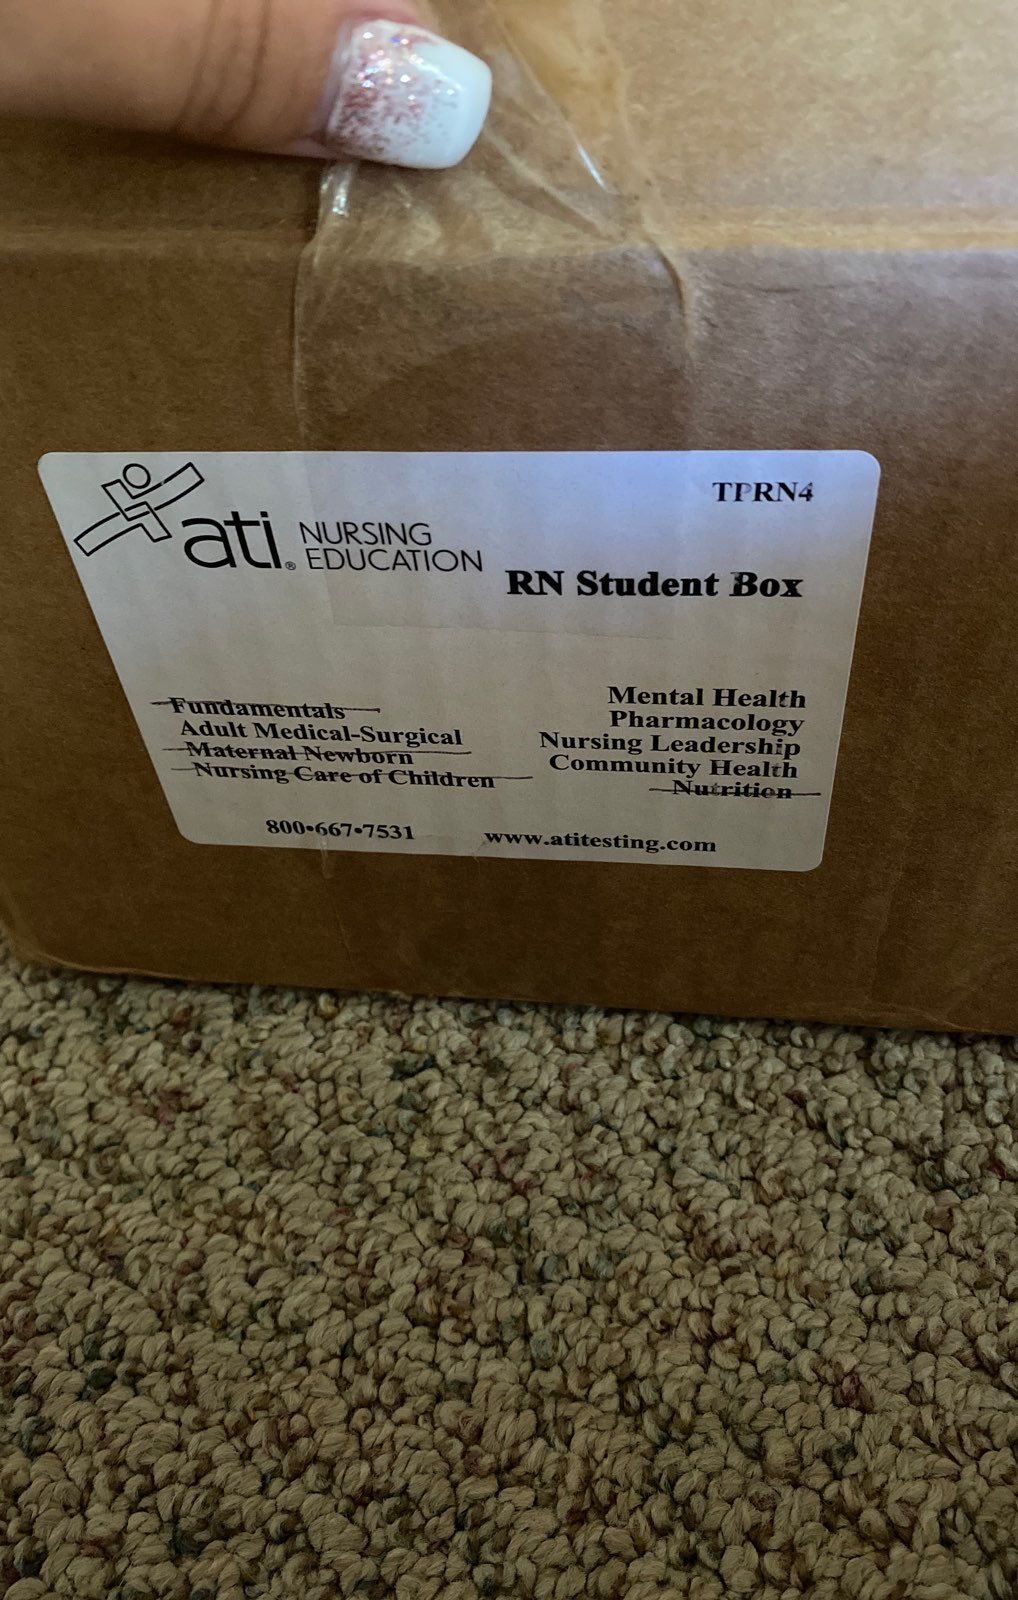 TPRN4
ati® NURSING
EDUCATION
RN Student Box
Fundamentals
Adult Medical-Surgical
Maternal Newborn
Nursing Care of Children
Mental Health
Pharmacology
Nursing Leadership
Community Health
Nutrition
800•667•7531
www.atitesting.com